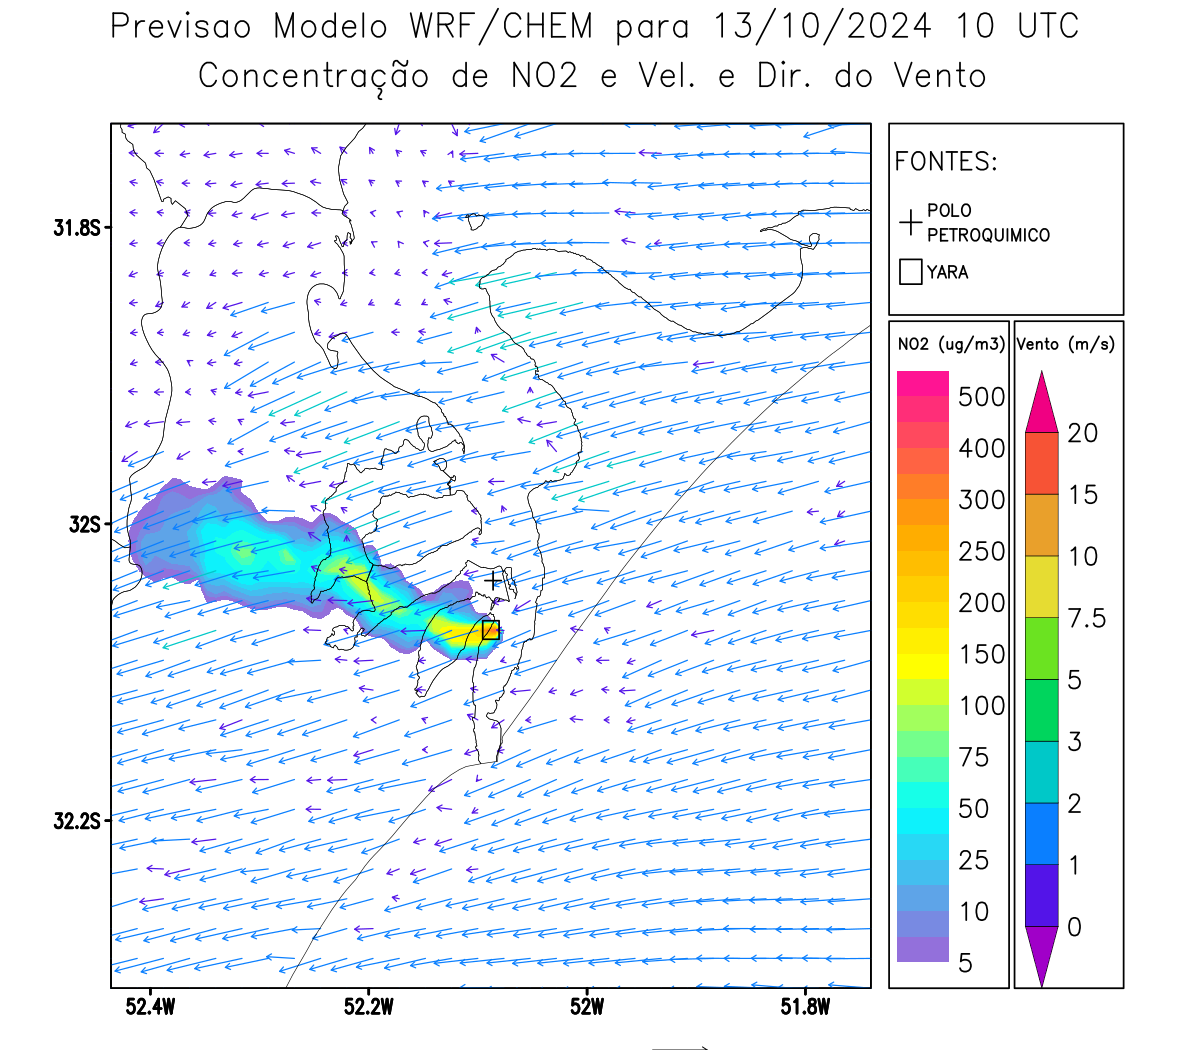 Previsao Modelo WRF/CHEM para 13/10/2024 10 UTC
Concentração de NO2 e Vel. e Dir. do Vento
FONTES:
POLO
PETROQUIMICO
YARA
31.8S
32S
32.2S
52.4W
52.2W
52W
51.8W
NO2 (ug/m3)
500
400
300
250
200
150
100
75
50
25
10
5
Vento (m/s)
20
15
10
7.5
5
3
2
1
0